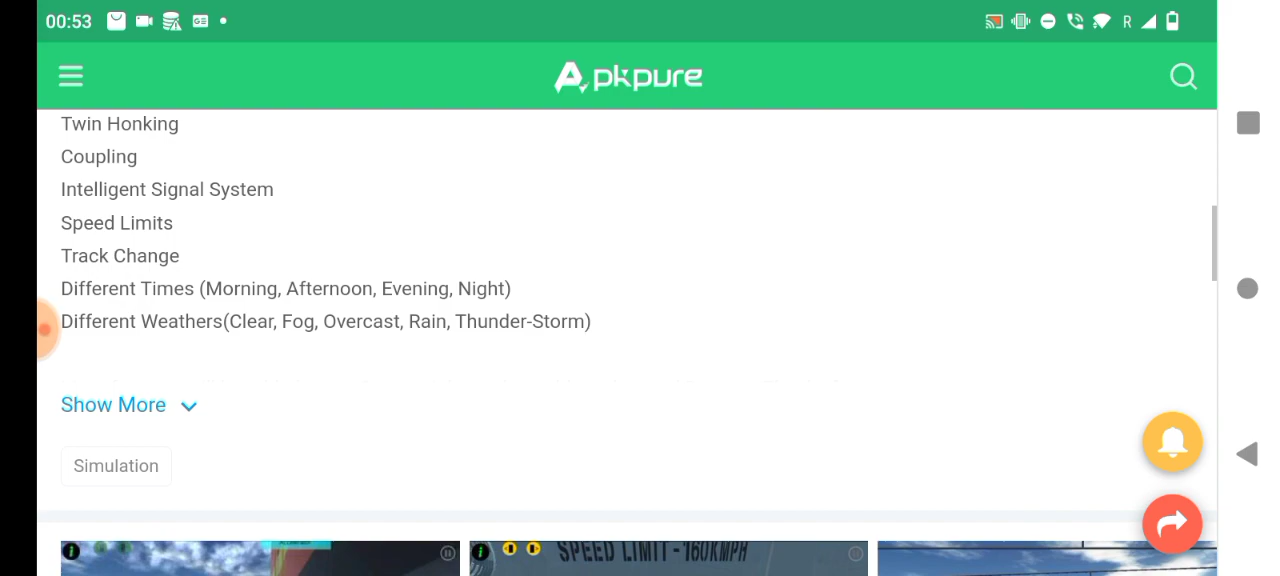 00:53
GE
R
Apkpure
Twin Honking
Coupling
Intelligent Signal System
Speed Limits
Track Change
Different Times (Morning, Afternoon, Evening, Night)
Different Weathers(Clear, Fog, Overcast, Rain, Thunder-Storm)
Show More
Simulation
SPEED LIMIT - 160KMPH